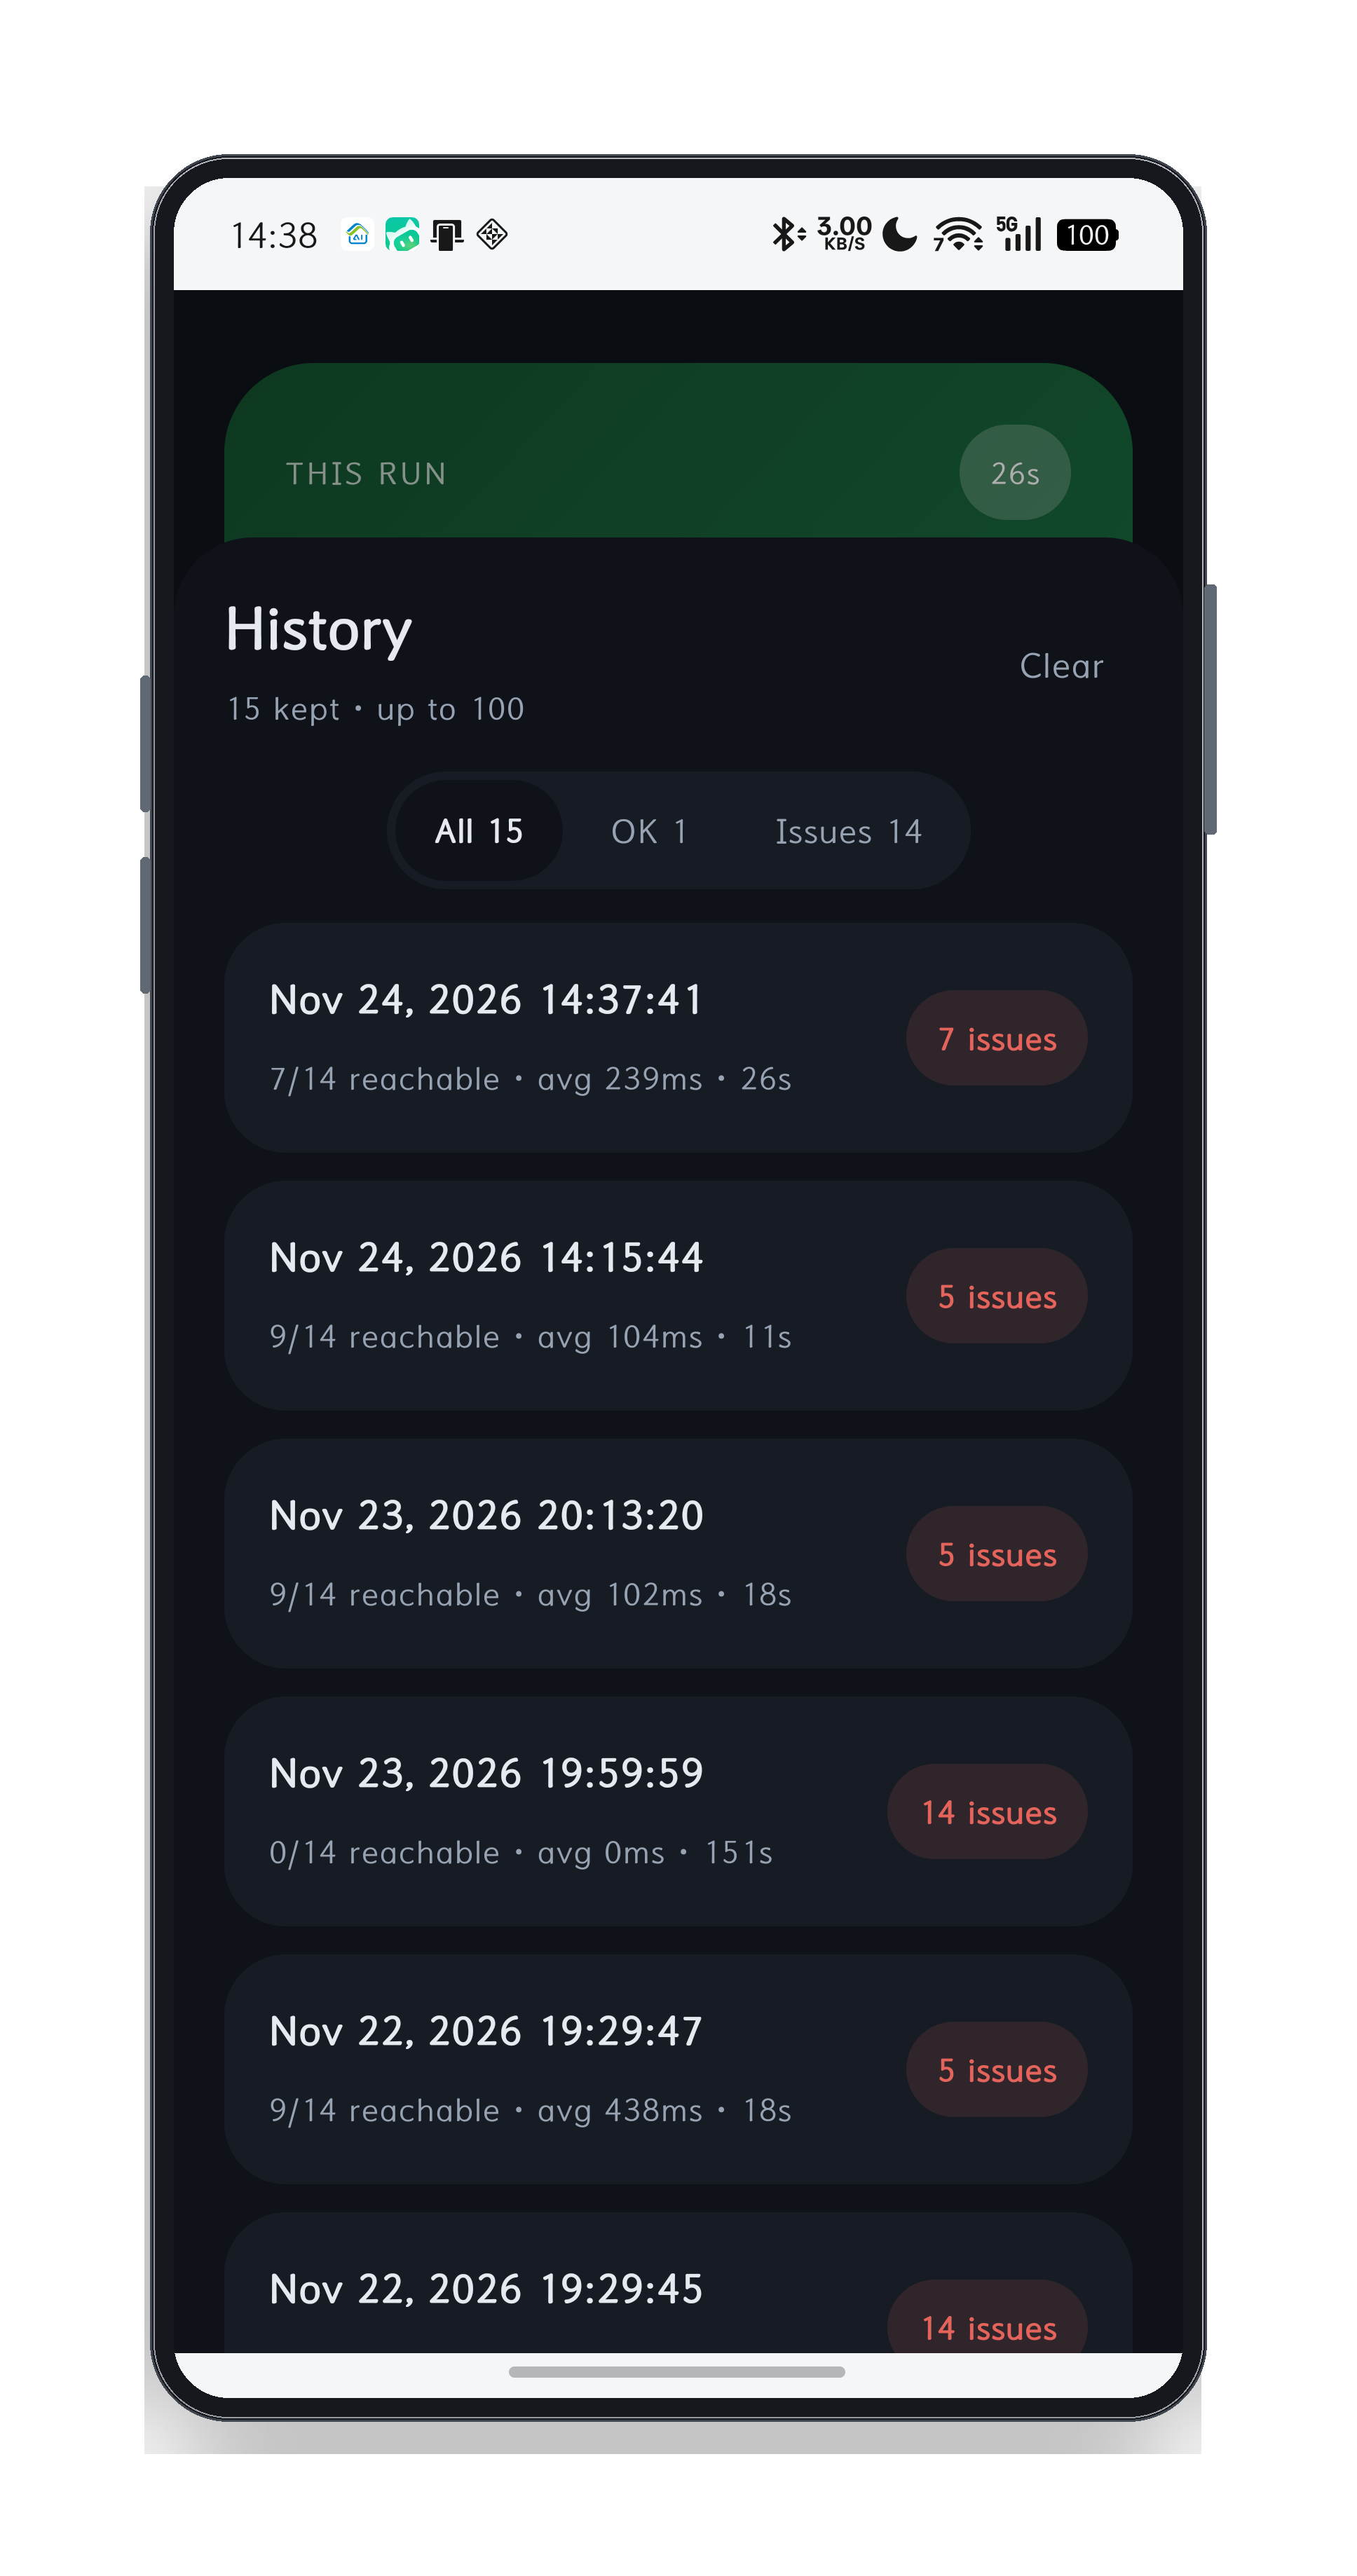 14:38
3.00 KB/S
7
5G
100
THIS RUN
26s
History
Clear
15 kept • up to 100
All 15
OK 1
Issues 14
Nov 24, 2026 14:37:41
7 issues
7/14 reachable • avg 239ms • 26s
Nov 24, 2026 14:15:44
5 issues
9/14 reachable • avg 104ms • 11s
Nov 23, 2026 20:13:20
5 issues
9/14 reachable • avg 102ms • 18s
Nov 23, 2026 19:59:59
14 issues
0/14 reachable • avg 0ms • 151s
Nov 22, 2026 19:29:47
5 issues
9/14 reachable • avg 438ms • 18s
Nov 22, 2026 19:29:45
14 issues